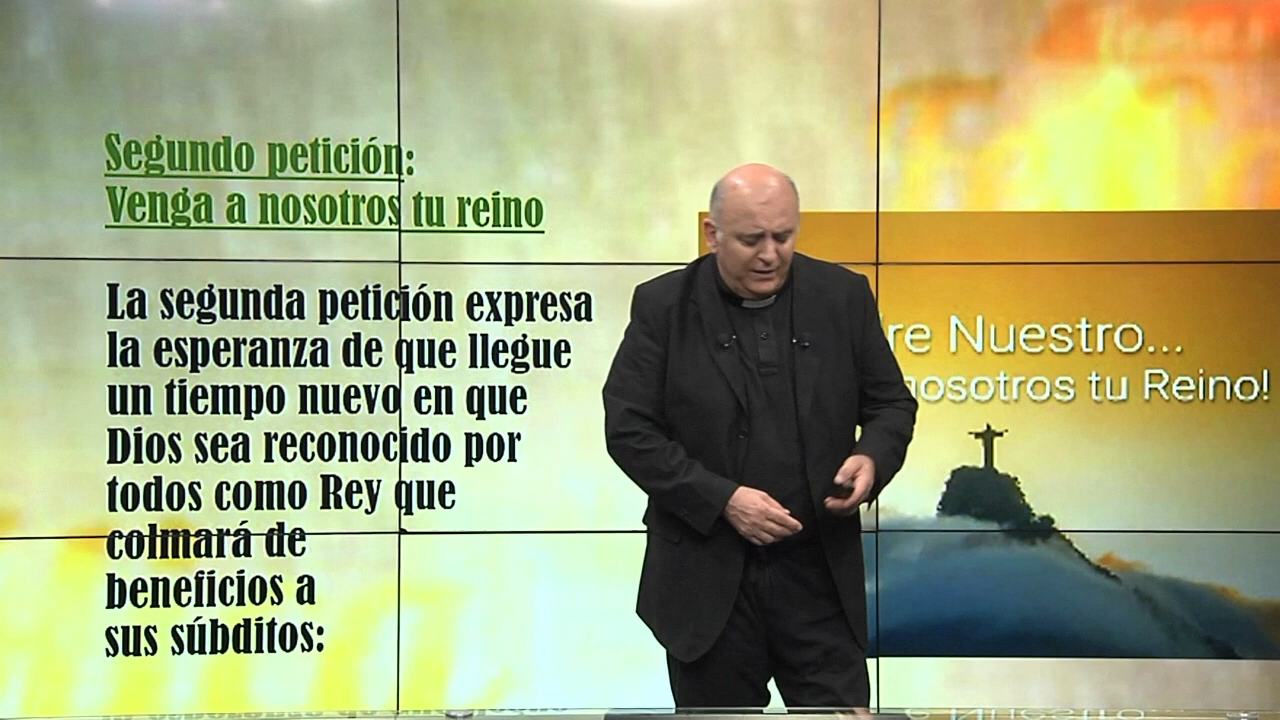 Segundo petición:
Venga a nosotros tu reino
La segunda petición expresa
la esperanza de que llegue
un tiempo nuevo en que
Dios sea reconocido por
todos como Rey que
colmará de
beneficios a
sus súbditos:
dre Nuestro...
nosotros tu Reino!